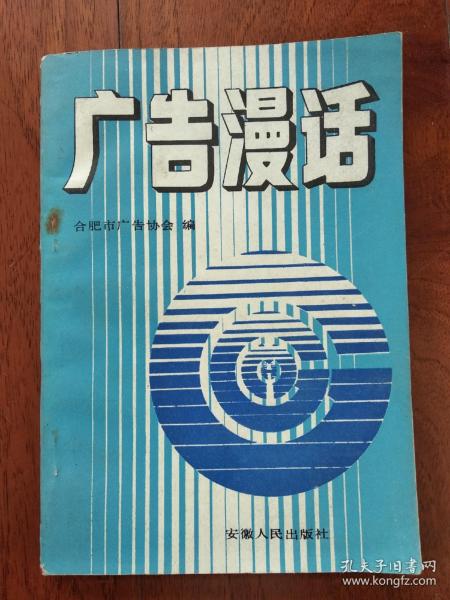 广告漫话
合肥市广告协会 编
安徽人民出版社
孔夫子旧书网
www.kongfz.com